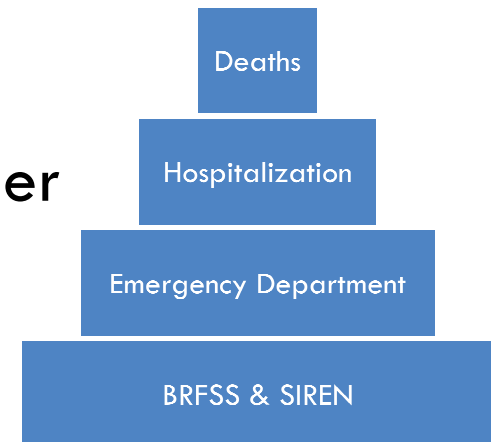 Deaths
Hospitalization
er
Emergency Department
BRFSS & SIREN